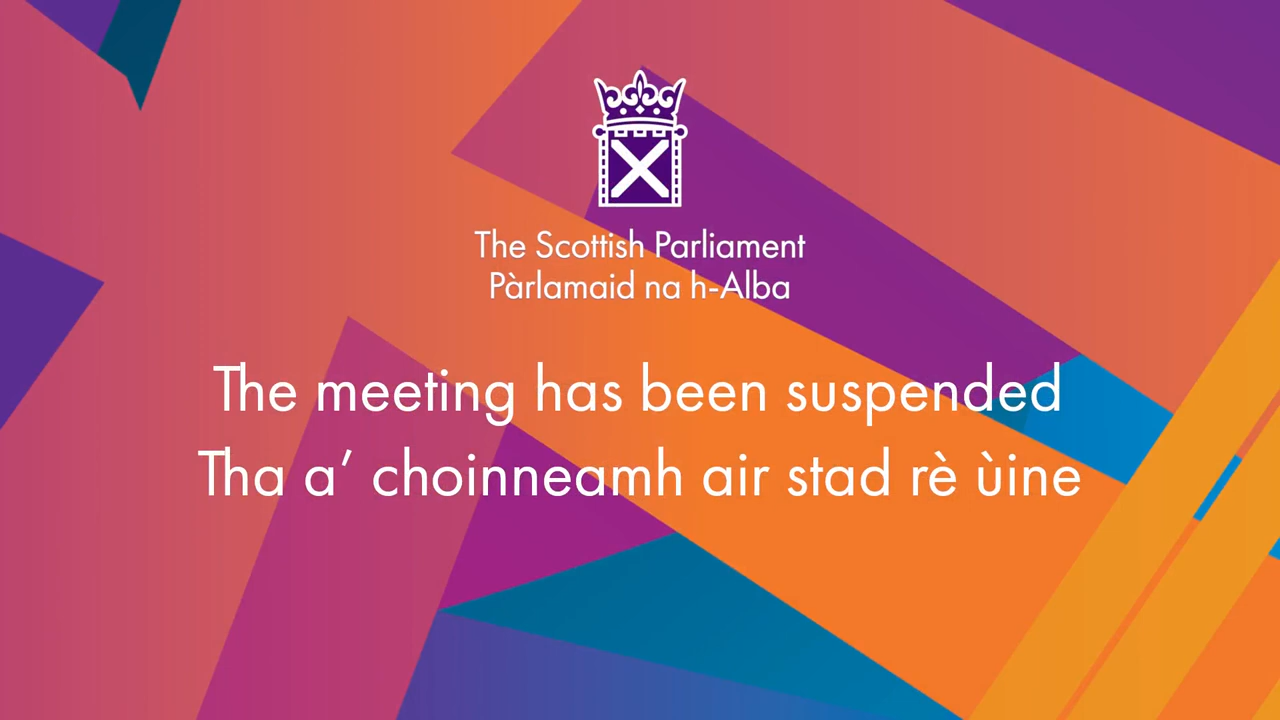 The Scottish Parliament
Pàrlamaid na h-Alba
The meeting has been suspended
Tha a’ choinneamh air stad rè ùine